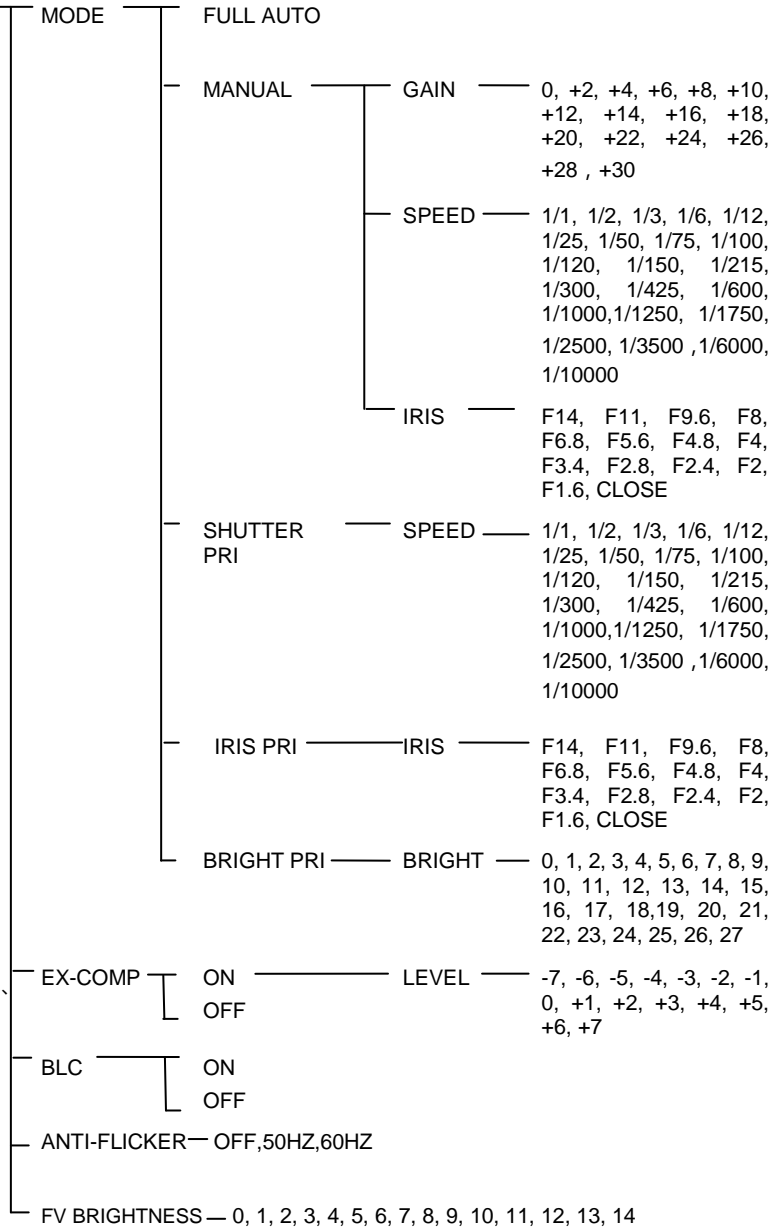 MODE FULL AUTO
MANUAL GAIN 0, +2, +4, +6, +8, +10,
+12, +14, +16, +18,
+20, +22, +24, +26,
+28 , +30
SPEED 1/1, 1/2, 1/3, 1/6, 1/12,
1/25, 1/50, 1/75, 1/100,
1/120, 1/150, 1/215,
1/300, 1/425, 1/600,
1/1000,1/1250, 1/1750,
1/2500, 1/3500 ,1/6000,
1/10000
IRIS F14, F11, F9.6, F8,
F6.8, F5.6, F4.8, F4,
F3.4, F2.8, F2.4, F2,
F1.6, CLOSE
SHUTTER SPEED 1/1, 1/2, 1/3, 1/6, 1/12,
PRI 1/25, 1/50, 1/75, 1/100,
1/120, 1/150, 1/215,
1/300, 1/425, 1/600,
1/1000,1/1250, 1/1750,
1/2500, 1/3500 ,1/6000,
1/10000
IRIS PRI IRIS F14, F11, F9.6, F8,
F6.8, F5.6, F4.8, F4,
F3.4, F2.8, F2.4, F2,
F1.6, CLOSE
BRIGHT PRI BRIGHT 0, 1, 2, 3, 4, 5, 6, 7, 8, 9,
10, 11, 12, 13, 14, 15,
16, 17, 18,19, 20, 21,
22, 23, 24, 25, 26, 27
EX-COMP ON LEVEL -7, -6, -5, -4, -3, -2, -1,
` OFF 0, +1, +2, +3, +4, +5,
+6, +7
BLC ON
OFF
ANTI-FLICKER OFF,50HZ,60HZ
FV BRIGHTNESS 0, 1, 2, 3, 4, 5, 6, 7, 8, 9, 10, 11, 12, 13, 14